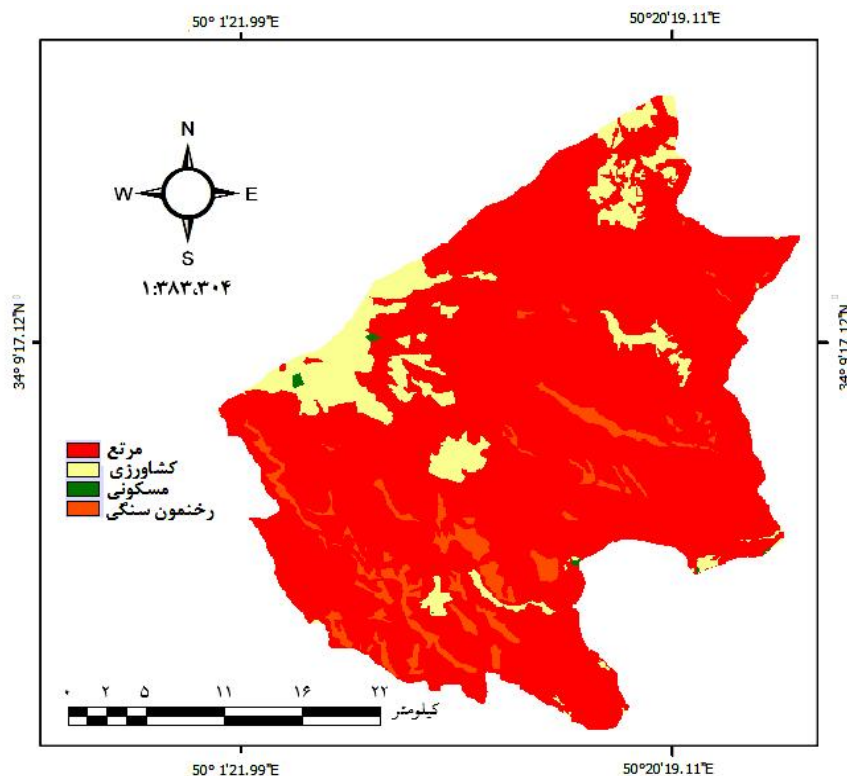 50° 1'21.99"E 50° 20'19.11"E
N
W E
S
۱:۳۸۳،۳۰۴
34° 9'17.12"N 34° 9'17.12"N
مرتع
کشاورزی
مسکونی
رخنمون سنگی
۰ ۲ ۵ ۱۱ ۱۶ ۲۲
کیلومتر
50° 1'21.99"E 50°20'19.11"E